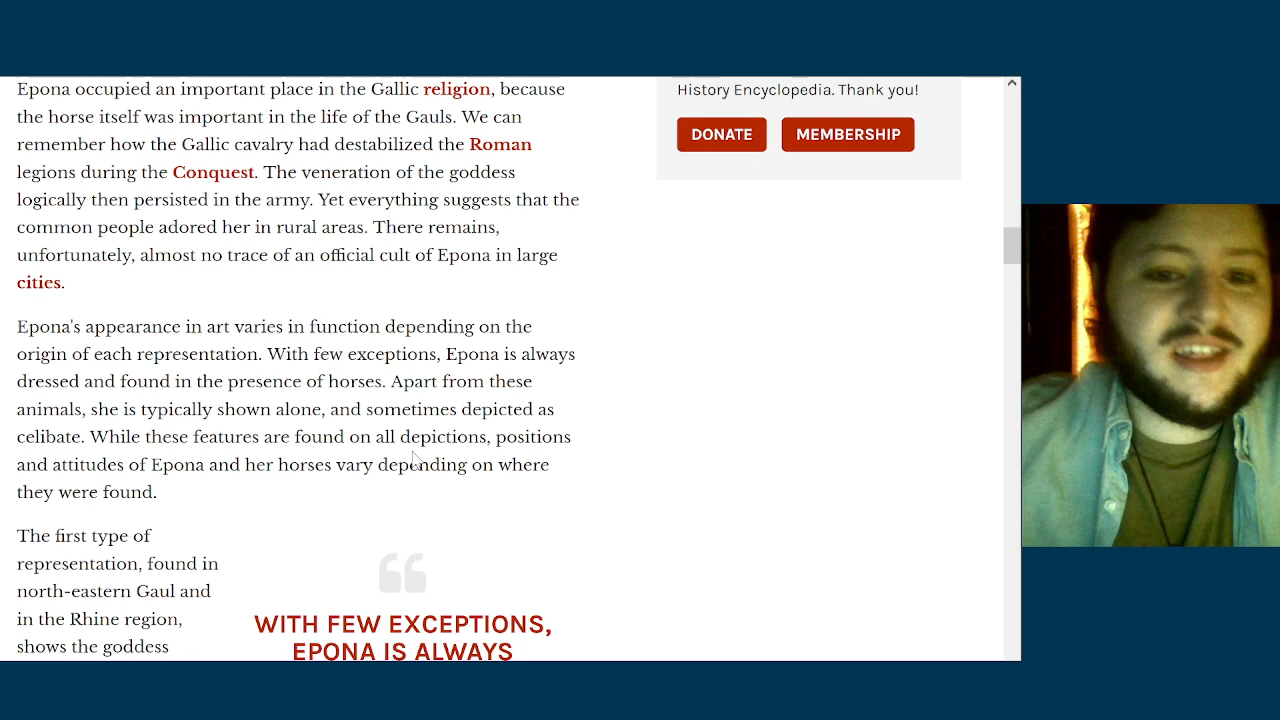 Epona occupied an important place in the Gallic religion, because
the horse itself was important in the life of the Gauls. We can
remember how the Gallic cavalry had destabilized the Roman
legions during the Conquest. The veneration of the goddess
logically then persisted in the army. Yet everything suggests that the
common people adored her in rural areas. There remains,
unfortunately, almost no trace of an official cult of Epona in large
cities.
Epona's appearance in art varies in function depending on the
origin of each representation. With few exceptions, Epona is always
dressed and found in the presence of horses. Apart from these
animals, she is typically shown alone, and sometimes depicted as
celibate. While these features are found on all depictions, positions
and attitudes of Epona and her horses vary depending on where
they were found.
The first type of
representation, found in
north-eastern Gaul and
in the Rhine region,
shows the goddess
WITH FEW EXCEPTIONS,
EPONA IS ALWAYS
History Encyclopedia. Thank you!
DONATE
MEMBERSHIP